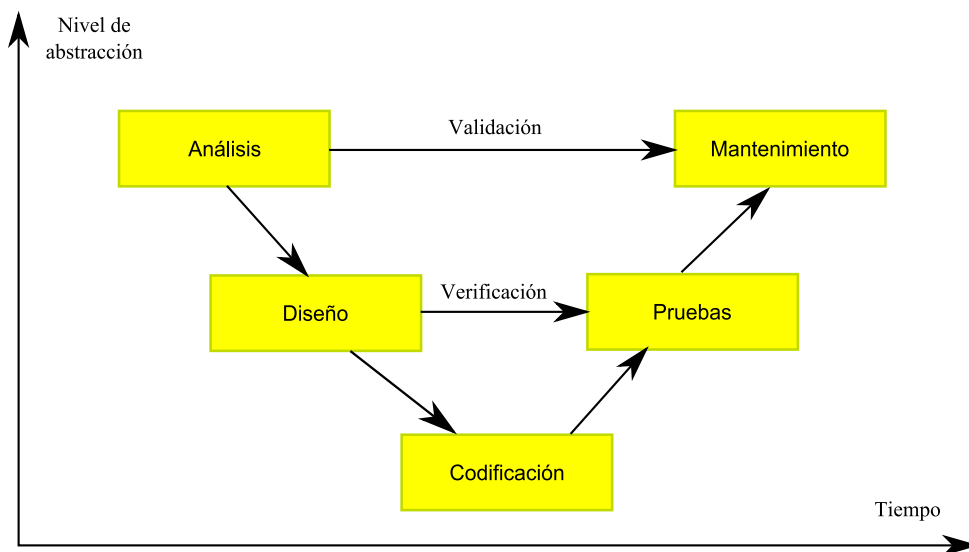 Nivel de
abstracción
Validación
Análisis
Mantenimiento
Verificación
Diseño
Pruebas
Codificación
Tiempo